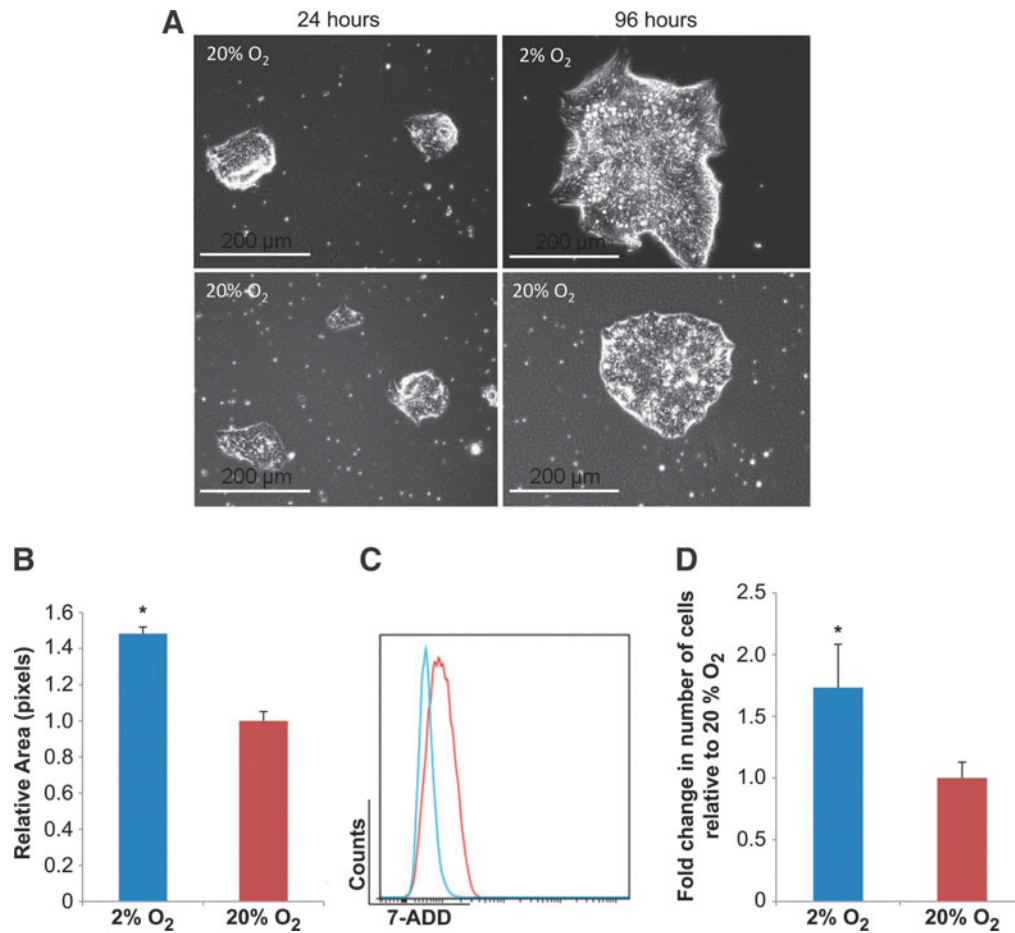 A
24 hours
96 hours
20% O₂
2% O₂
200 µm
200 µm
20% O₂
20% O₂
200 µm
200 µm
B
Relative Area (pixels)
1.6
1.4
1.2
1.0
0.8
0.6
0.4
0.2
0
*
2% O₂
20% O₂
C
Counts
7-ADD
D
Fold change in number of cells
relative to 20 % O₂
2.5
2.0
1.5
1.0
0.5
0
*
2% O₂
20% O₂